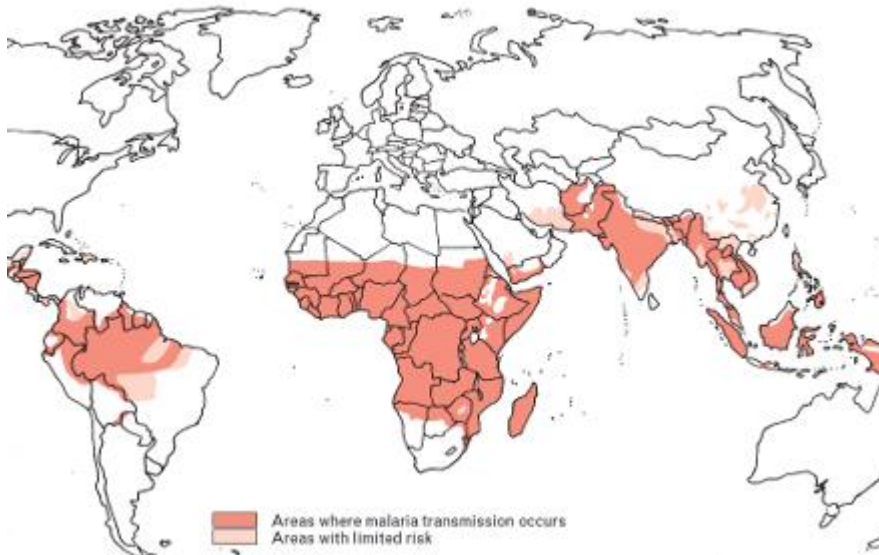 Areas where malaria transmission occurs
Areas with limited risk